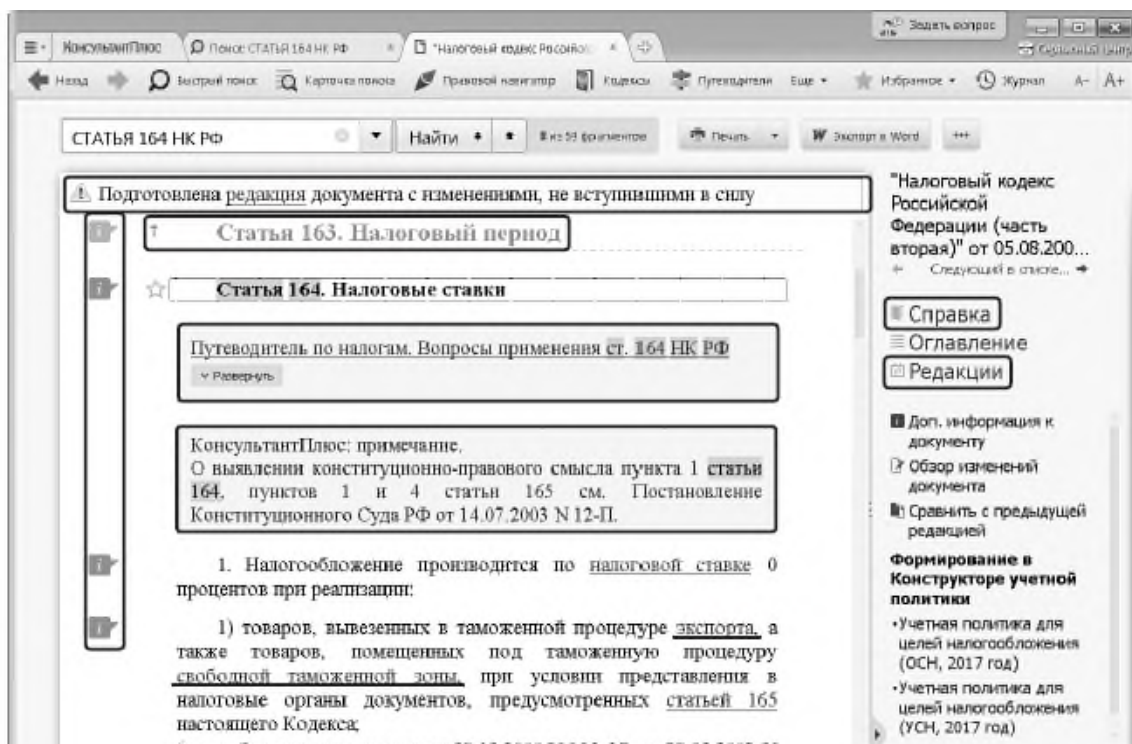 Задать вопрос
КонсультантПлюс
Поиск: СТАТЬЯ 164 НК РФ
"Налоговый кодекс Россий
Назад
Быстрый поиск
Карточка поиска
Правовой навигатор
Кодексы
Путеводители
Еще
Избранное
Журнал
А-
А+
СТАТЬЯ 164 НК РФ
Найти
8 из 59 фрагментов
Печать
Экспорт в Word
Подготовлена редакция документа с изменениями, не вступившими в силу
Статья 163. Налоговый период
Статья 164. Налоговые ставки
Путеводитель по налогам. Вопросы применения ст. 164 НК РФ
Развернуть
КонсультантПлюс: примечание.
О выявлении конституционно-правового смысла пункта 1 статьи
164, пунктов 1 и 4 статьи 165 см. Постановление
Конституционного Суда РФ от 14.07.2003 N 12-П.
1. Налогообложение производится по налоговой ставке 0
процентов при реализации:
1) товаров, вывезенных в таможенной процедуре экспорта, а
также товаров, помещенных под таможенную процедуру
свободной таможенной зоны, при условии представления в
налоговые органы документов, предусмотренных статьей 165
настоящего Кодекса;
"Налоговый кодекс
Российской
Федерации (часть
вторая)" от 05.08.200...
Следующий в списке...
Справка
Оглавление
Редакции
Доп. информация к
документу
Обзор изменений
документа
Сравнить с предыдущей
редакцией
Формирование в
Конструкторе учетной
политики
•Учетная политика для
целей налогообложения
(ОСН, 2017 год)
•Учетная политика для
целей налогообложения
(УСН, 2017 год)